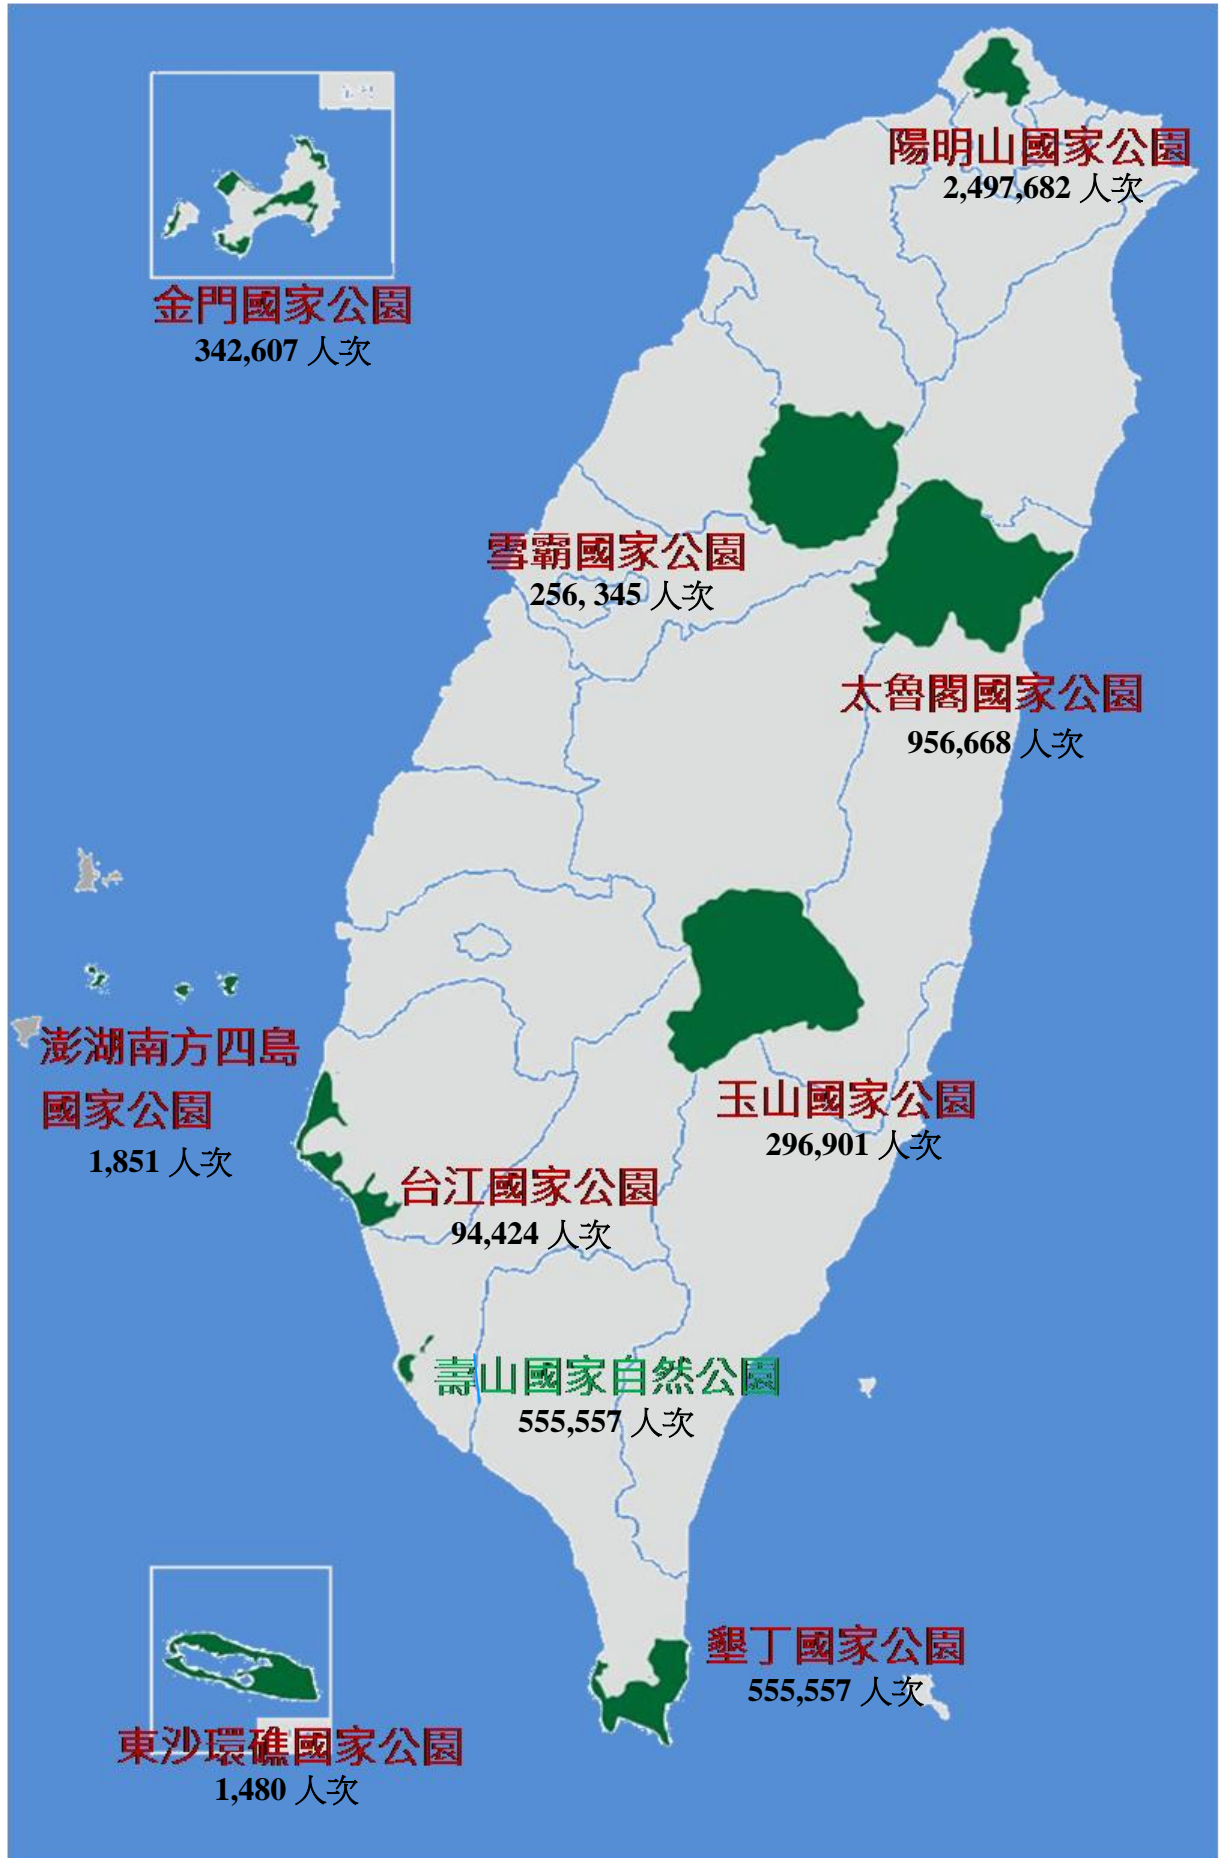 陽明山國家公園
2,497,682 人次
金門國家公園
342,607 人次
雪霸國家公園
256, 345 人次
太魯閣國家公園
956,668 人次
澎湖南方四島
國家公園
1,851 人次
玉山國家公園
296,901 人次
台江國家公園
94,424 人次
壽山國家自然公園
555,557 人次
墾丁國家公園
555,557 人次
東沙環礁國家公園
1,480 人次